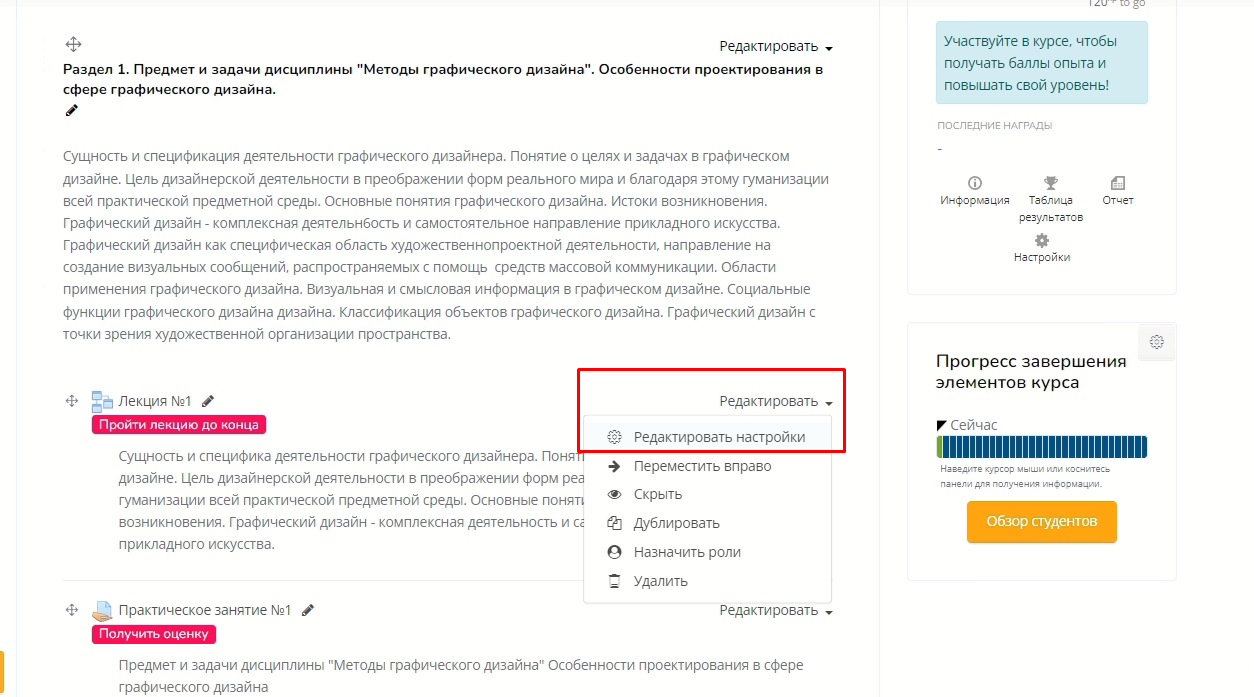 Редактировать
Раздел 1. Предмет и задачи дисциплины "Методы графического дизайна". Особенности проектирования в
сфере графического дизайна.
Сущность и спецификация деятельности графического дизайнера. Понятие о целях и задачах в графическом
дизайне. Цель дизайнерской деятельности в преображении форм реального мира и благодаря этому гуманизации
всей практической предметной среды. Основные понятия графического дизайна. Истоки возникновения.
Графический дизайн - комплексная деятельнбость и самостоятельное направление прикладного искусства.
Графический дизайн как специфическая область художественнопроектной деятельности, направление на
создание визуальных сообщений, распространяемых с помощь  средств массовой коммуникации. Области
применения графического дизайна. Визуальная и смысловая информация в графическом дизайне. Социальные
функции графического дизайна дизайна. Классификация объектов графического дизайна. Графический дизайн с
точки зрения художественной организации пространства.
Лекция №1
Редактировать
Пройти лекцию до конца
Сущность и специфика деятельности графического дизайнера.
дизайне. Цель дизайнерской деятельности в преображении форм
гуманизации всей практической предметной среды. Основные
возникновения. Графический дизайн - комплексная деятельность и
прикладного искусства.
Редактировать настройки
Переместить вправо
Скрыть
Дублировать
Назначить роли
Удалить
Практическое занятие №1
Редактировать
Получить оценку
Предмет и задачи дисциплины "Методы графического дизайна" Особенности проектирования в сфере
графического дизайна
to go
Участвуйте в курсе, чтобы
получать баллы опыта и
повышать свой уровень!
ПОСЛЕДНИЕ НАГРАДЫ
-
Информация
Таблица
результатов
Отчет
Настройки
Прогресс завершения
элементов курса
Сейчас
Наведите курсор мыши или коснитесь
панели для получения информации.
Обзор студентов